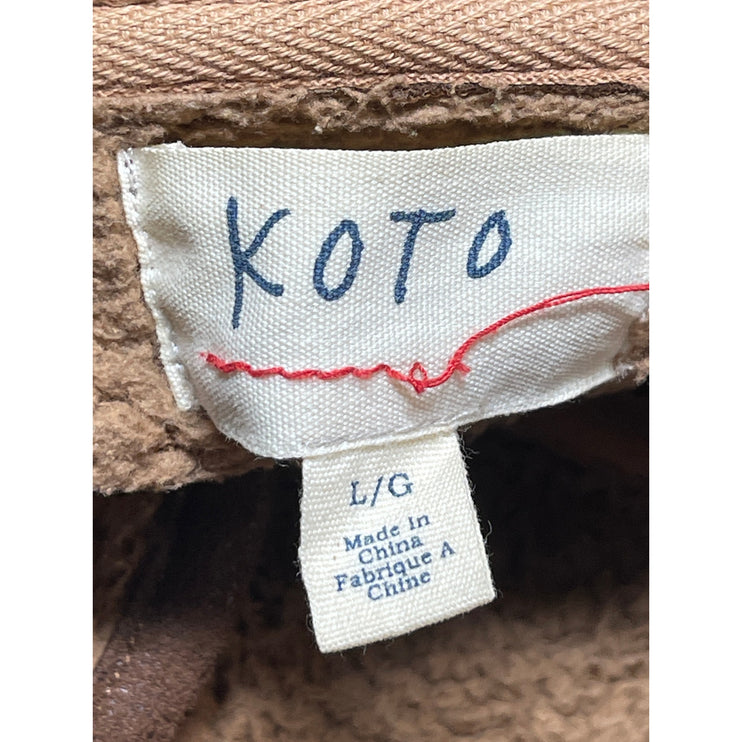 KOTO
L/G
Made in
China
Fabrique A
Chine